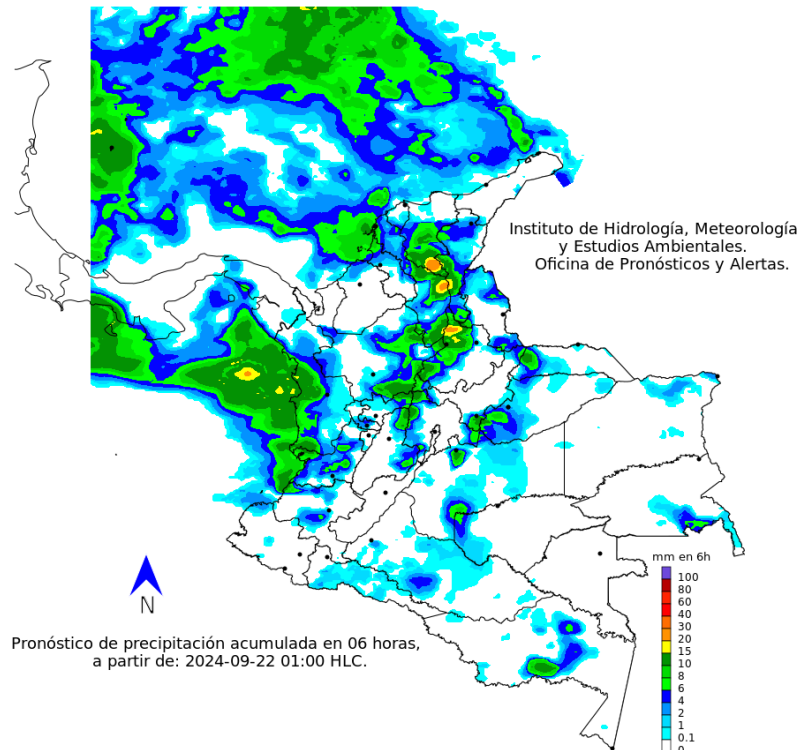 Instituto de Hidrología, Meteorología
y Estudios Ambientales.
Oficina de Pronósticos y Alertas.
mm en 6h
100
80
60
40
30
20
15
10
8
6
4
2
1
0.1
0
N
Pronóstico de precipitación acumulada en 06 horas,
a partir de: 2024-09-22 01:00 HLC.